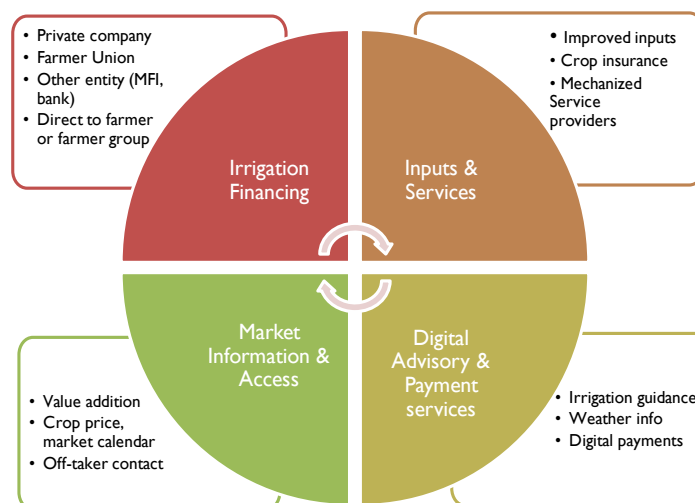 • Private company
• Farmer Union
• Other entity (MFI,
bank)
• Direct to farmer
or farmer group
Irrigation
Financing
• Improved inputs
• Crop insurance
• Mechanized
Service
providers
Inputs &
Services
Market
Information &
Access
• Value addition
• Crop price,
market calendar
• Off-taker contact
Digital
Advisory &
Payment
services
• Irrigation guidance
• Weather info
• Digital payments